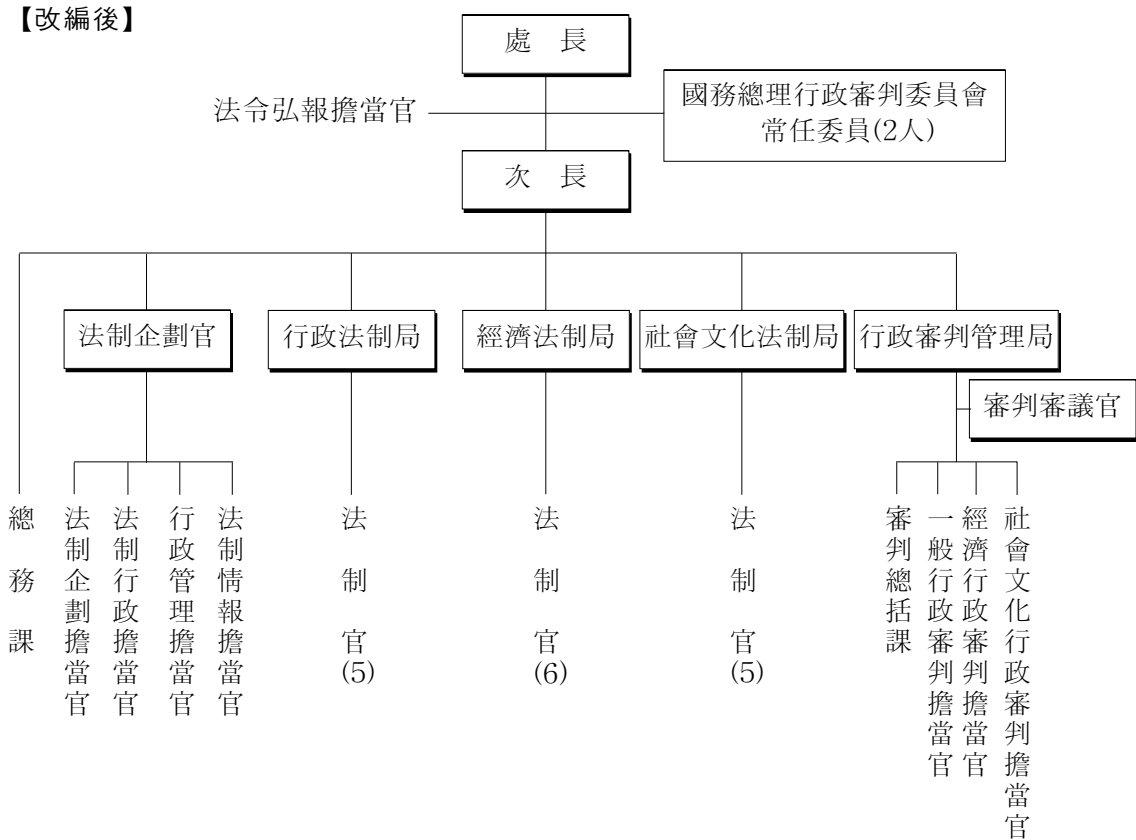 【改編後】
處 長
法令弘報擔當官
國務總理行政審判委員會
常任委員(2人)
次 長
法制企劃官
行政法制局
經濟法制局
社會文化法制局
行政審判管理局
審判審議官
總務課
法制企劃擔當官
法制行政擔當官
行政管理擔當官
法制情報擔當官
法制官
(5)
法制官
(6)
法制官
(5)
審判總括課
一般行政審判擔當官
經濟行政審判擔當官
社會文化行政審判擔當官